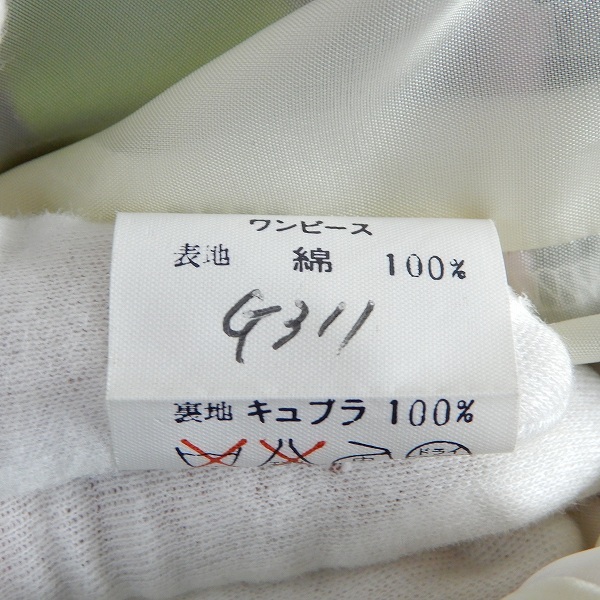 ワンピース
表地 綿 100%
G311
裏地 キュプラ 100%
中 ドライ